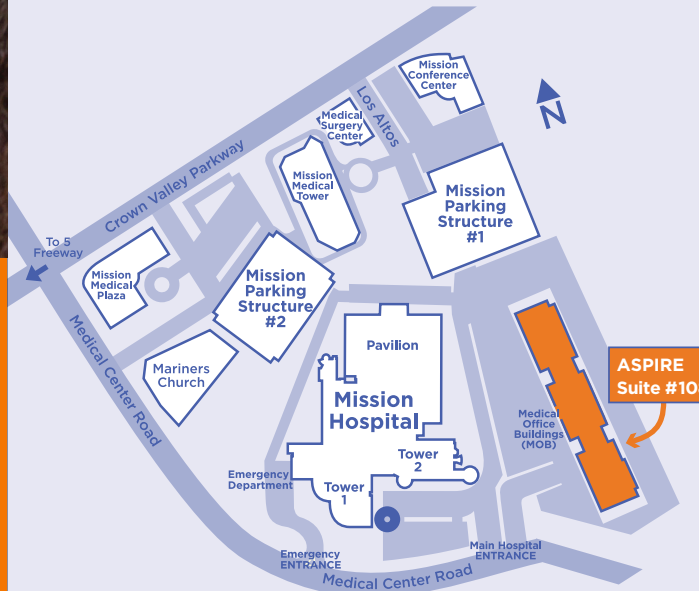 Mission
Conference
Center
Los Altos
Medical
Surgery
Center
N
Crown Valley Parkway
Mission
Medical
Tower
Mission
Parking
Structure
#1
To 5
Freeway
Mission
Medical
Plaza
Mission
Parking
Structure
#2
Medical Center Road
Mariners
Church
Pavilion
Mission
Hospital
ASPIRE
Suite
Medical
Office
Buildings
(MOB)
Tower
2
Emergency
Department
Tower
1
Emergency
ENTRANCE
Main Hospital
ENTRANCE
Medical Center Road